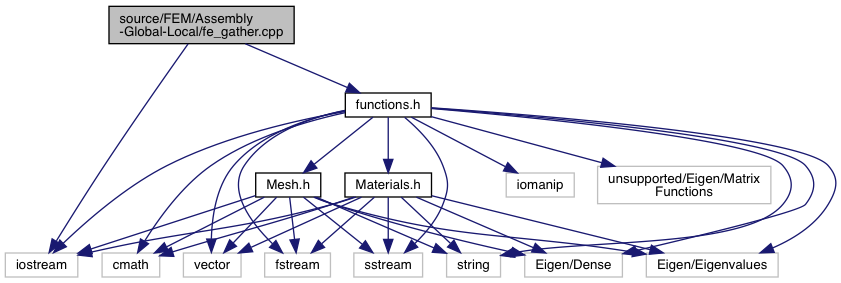 source/FEM/Assembly
-Global-Local/fe_gather.cpp
functions.h
Mesh.h
Materials.h
iomanip
unsupported/Eigen/Matrix
Functions
iostream
cmath
vector
fstream
sstream
string
Eigen/Dense
Eigen/Eigenvalues